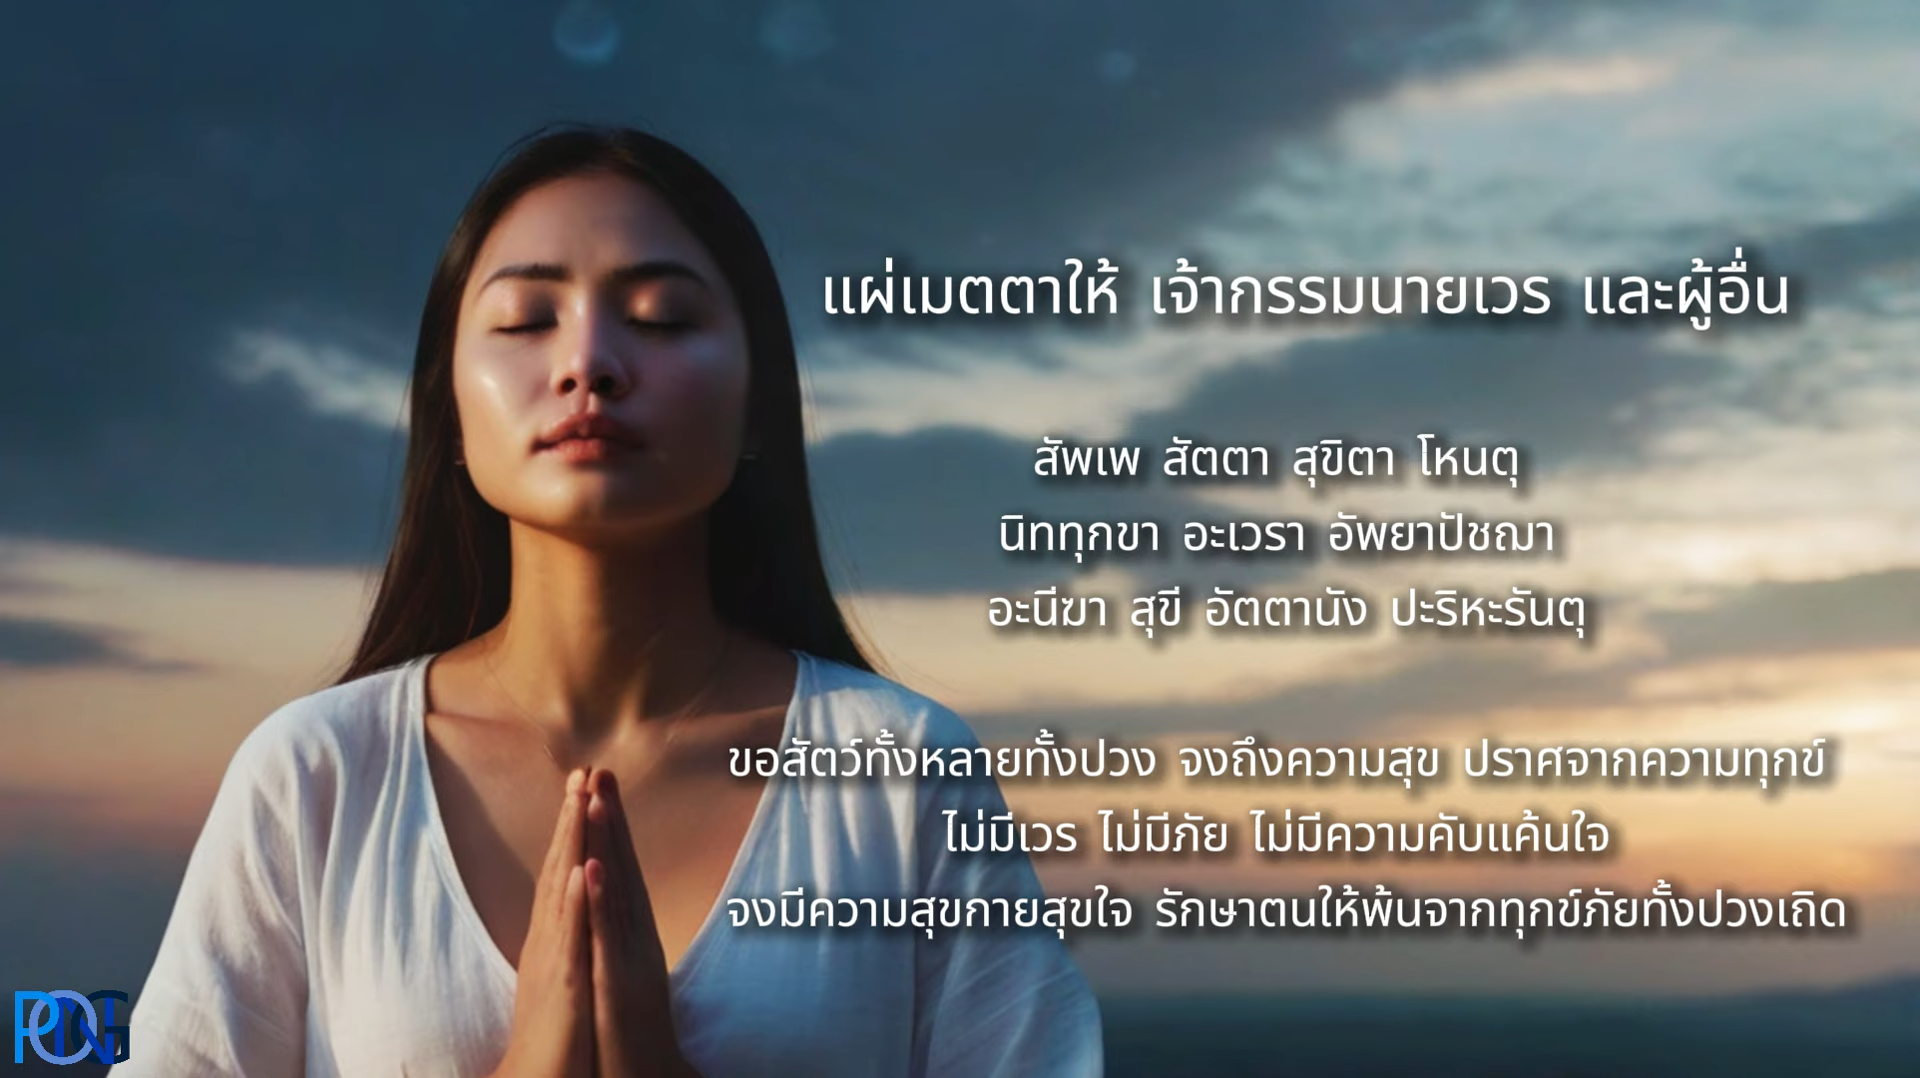 แผ่เมตตาให้ เจ้ากรรมนายเวร และผู้อื่น
สัพเพ สัตตา สุขิตา โหนตุ
นิททุกขา อะเวรา อัพยาปัชฌา
อะนีฆา สุขี อัตตานัง ปะริหะรันตุ
ขอสัตว์ทั้งหลายทั้งปวง จงถึงความสุข ปราศจากความทุกข์
ไม่มีเวร ไม่มีภัย ไม่มีความคับแค้นใจ
จงมีความสุขกายสุขใจ รักษาตนให้พ้นจากทุกข์ภัยทั้งปวงเถิด
PONG